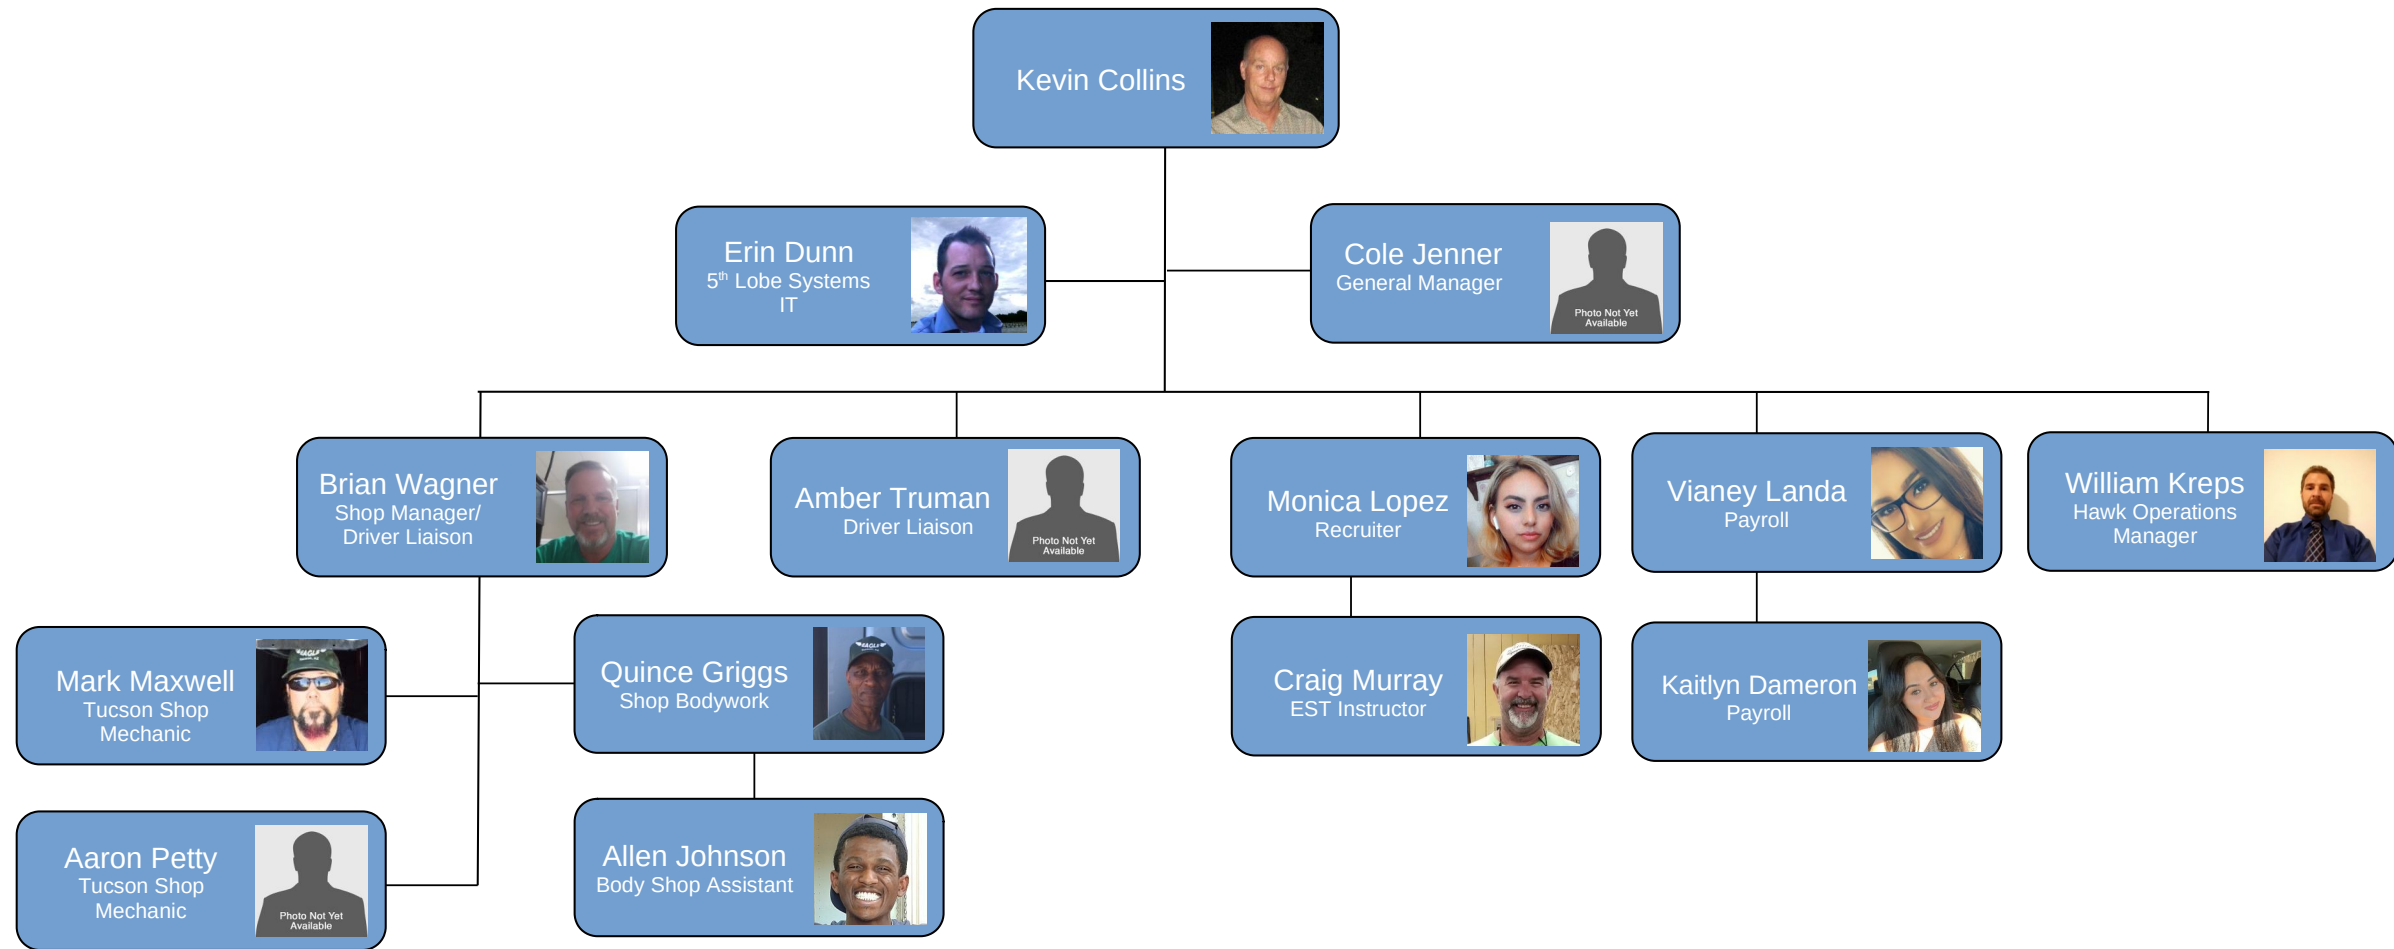 Kevin Collins
Erin Dunn
5th Lobe Systems
IT
Cole Jenner
General Manager
Photo Not Yet
Available
Brian Wagner
Shop Manager/
Driver Liaison
Amber Truman
Driver Liaison
Photo Not Yet
Available
Monica Lopez
Recruiter
Vianey Landa
Payroll
William Kreps
Hawk Operations
Manager
Mark Maxwell
Tucson Shop
Mechanic
EAGLE
Quince Griggs
Shop Bodywork
EAGLE
Craig Murray
EST Instructor
Kaitlyn Dameron
Payroll
Aaron Petty
Tucson Shop
Mechanic
Photo Not Yet
Available
Allen Johnson
Body Shop Assistant